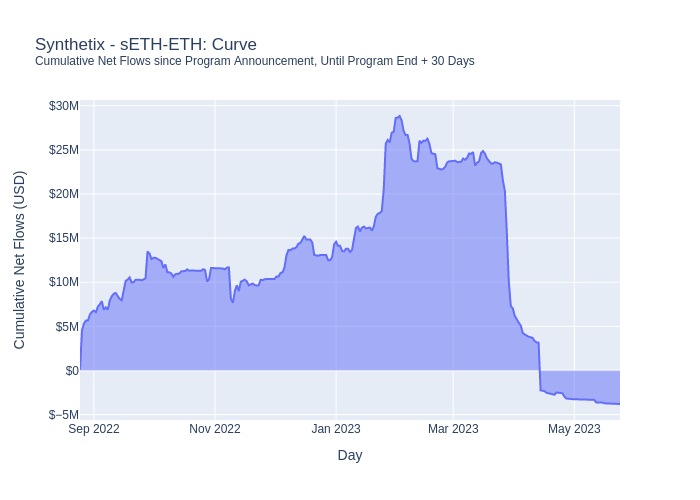 Synthetix - sETH-ETH: Curve
Cumulative Net Flows since Program Announcement, Until Program End + 30 Days
Cumulative Net Flows (USD)
$30M
$25M
$20M
$15M
$10M
$5M
$0
$−5M
Sep 2022
Nov 2022
Jan 2023
Mar 2023
May 2023
Day